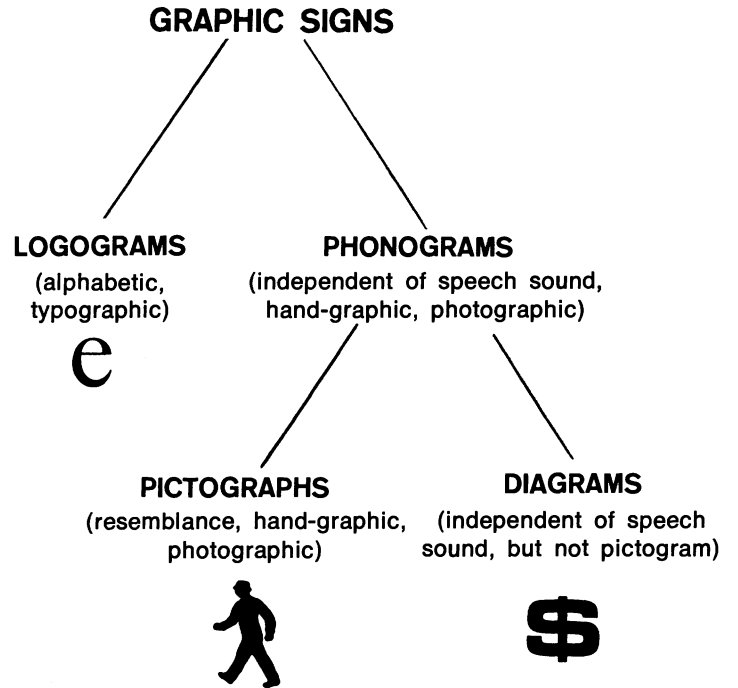 GRAPHIC SIGNS
LOGOGRAMS
(alphabetic,
typographic)
e
PHONOGRAMS
(independent of speech sound,
hand-graphic, photographic)
PICTOGRAPHS
(resemblance, hand-graphic,
photographic)
DIAGRAMS
(independent of speech
sound, but not pictogram)
$